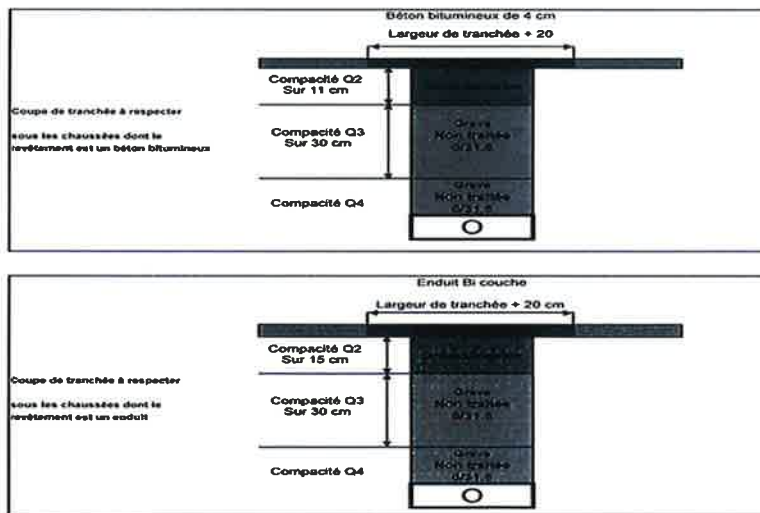 Béton bitumineux de 4 cm
Largeur de tranchée + 20
Compacité Q2
Sur 11 cm
Coupe de tranchée à respecter
sous les chaussées dont le
revêtement est un béton bitumineux
Compacité Q3
Sur 30 cm
Grave
Non traitée
0/31.5
Compacité Q4
Grave
Non traitée
0/31.5
Enduit Bi couche
Largeur de tranchée + 20 cm
Compacité Q2
Sur 15 cm
Coupe de tranchée à respecter
sous les chaussées dont le
revêtement est un enduit
Compacité Q3
Sur 30 cm
Grave
Non traitée
0/31.5
Compacité Q4
Grave
Non traitée
0/31.5